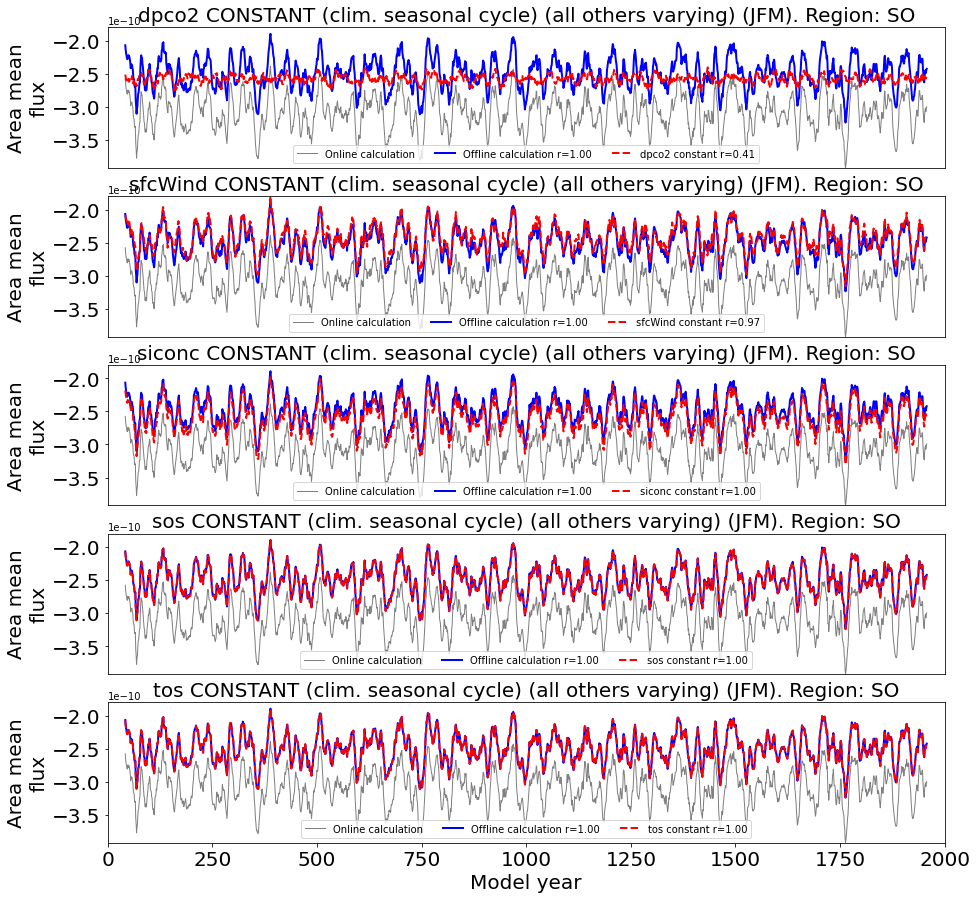 1e−10
dpco2 CONSTANT (clim. seasonal cycle) (all others varying) (JFM). Region: SO
Area mean
flux
−2.0
−2.5
−3.0
−3.5
Online calculation
Offline calculation r=1.00
dpco2 constant r=0.41
1e−10
sfcWind CONSTANT (clim. seasonal cycle) (all others varying) (JFM). Region: SO
Area mean
flux
−2.0
−2.5
−3.0
−3.5
Online calculation
Offline calculation r=1.00
sfcWind constant r=0.97
1e−10
siconc CONSTANT (clim. seasonal cycle) (all others varying) (JFM). Region: SO
Area mean
flux
−2.0
−2.5
−3.0
−3.5
Online calculation
Offline calculation r=1.00
siconc constant r=1.00
1e−10
sos CONSTANT (clim. seasonal cycle) (all others varying) (JFM). Region: SO
Area mean
flux
−2.0
−2.5
−3.0
−3.5
Online calculation
Offline calculation r=1.00
sos constant r=1.00
1e−10
tos CONSTANT (clim. seasonal cycle) (all others varying) (JFM). Region: SO
Area mean
flux
−2.0
−2.5
−3.0
−3.5
Online calculation
Offline calculation r=1.00
tos constant r=1.00
0 250 500 750 1000 1250 1500 1750 2000
Model year